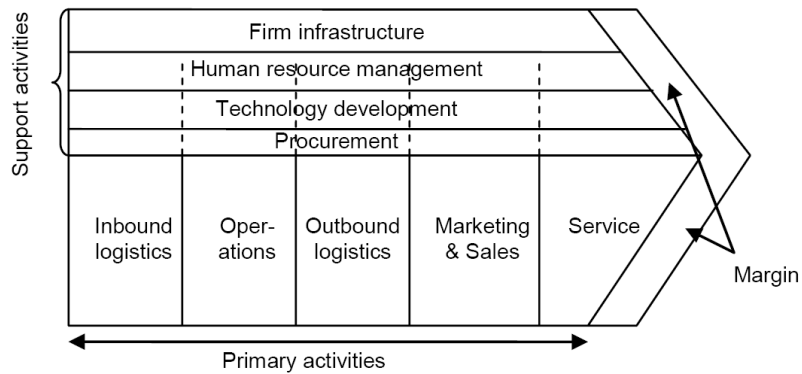 Support activities
Firm infrastructure
Human resource management
Technology development
Procurement
Inbound
logistics
Oper-
ations
Outbound
logistics
Marketing
& Sales
Service
Margin
Primary activities